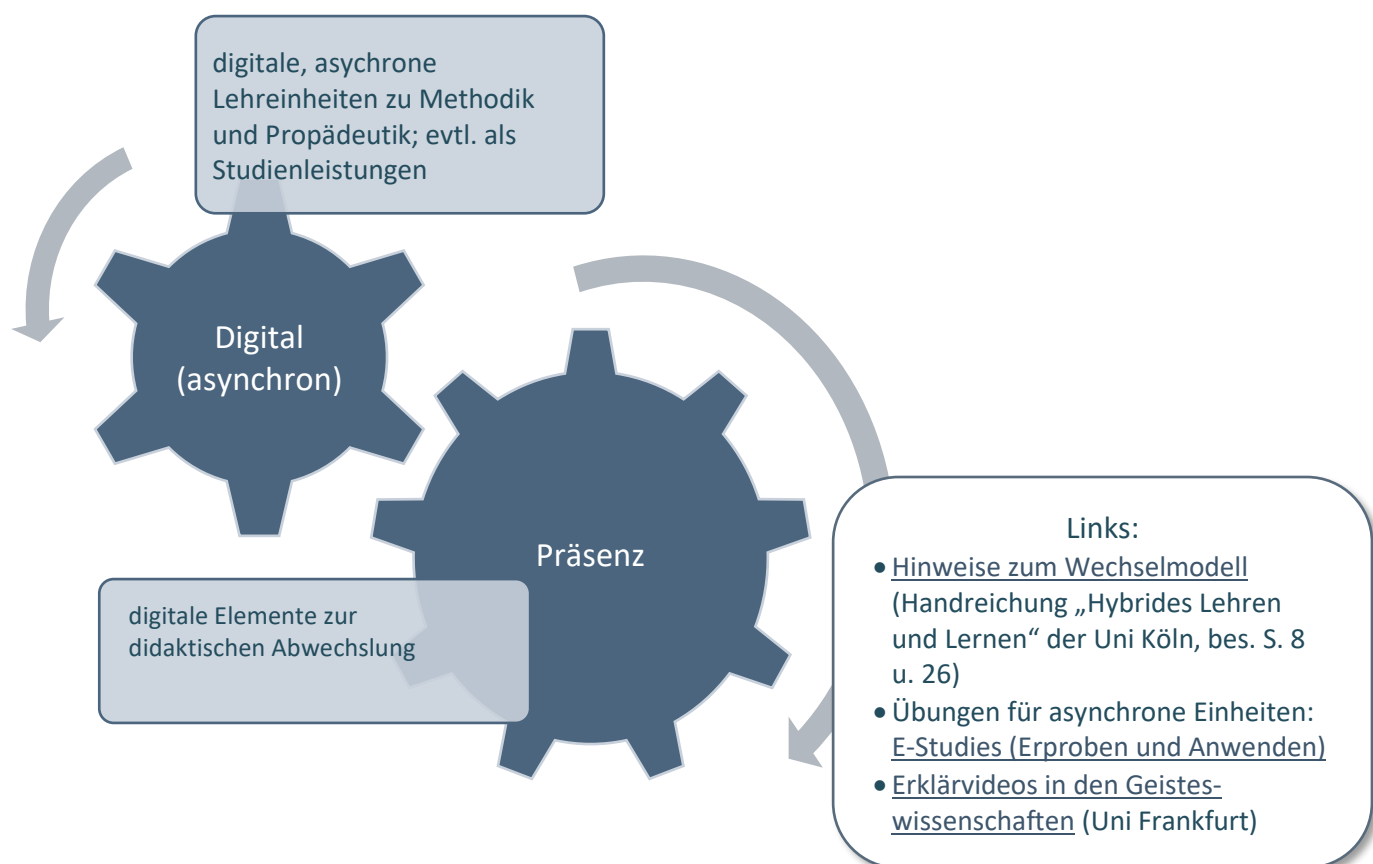 digitale, asychrone
Lehreinheiten zu Methodik
und Propädeutik; evtl. als
Studienleistungen
Digital
(asynchron)
Präsenz
digitale Elemente zur
didaktischen Abwechslung
Links:
• Hinweise zum Wechselmodell
(Handreichung „Hybrides Lehren
und Lernen“ der Uni Köln, bes. S. 8
u. 26)
• Übungen für asynchrone Einheiten:
E-Studies (Erproben und Anwenden)
• Erklärvideos in den Geistes-
wissenschaften (Uni Frankfurt)